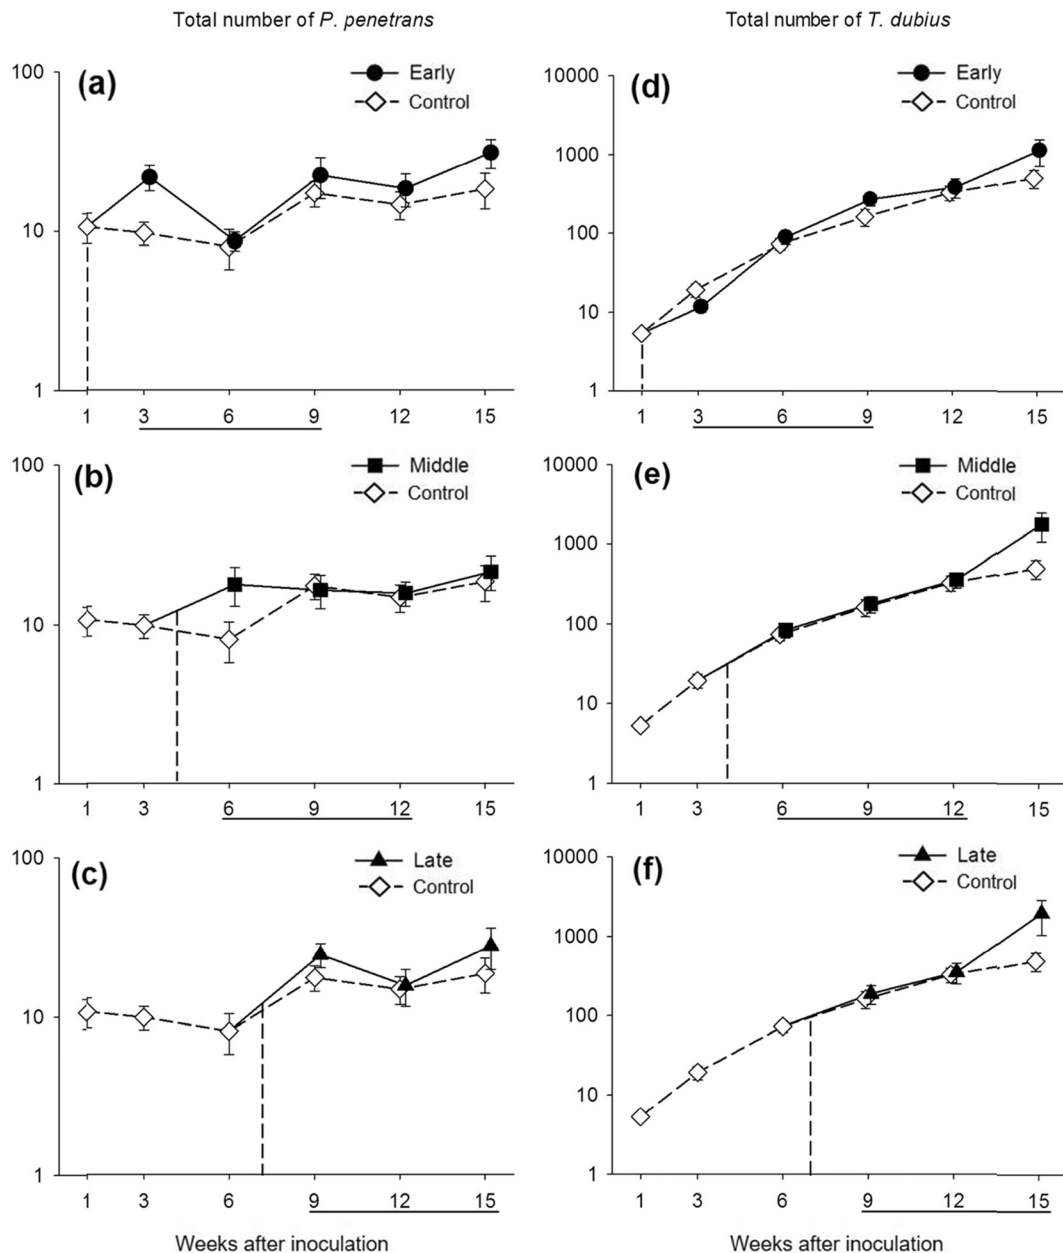 Total number of P. penetrans
Total number of T. dubius
(a)
Early
Control
100
10
1
1 3 6 9 12 15
(d)
Early
Control
10000
1000
100
10
1
1 3 6 9 12 15
(b)
Middle
Control
100
10
1
1 3 6 9 12 15
(e)
Middle
Control
10000
1000
100
10
1
1 3 6 9 12 15
(c)
Late
Control
100
10
1
1 3 6 9 12 15
Weeks after inoculation
(f)
Late
Control
10000
1000
100
10
1
1 3 6 9 12 15
Weeks after inoculation